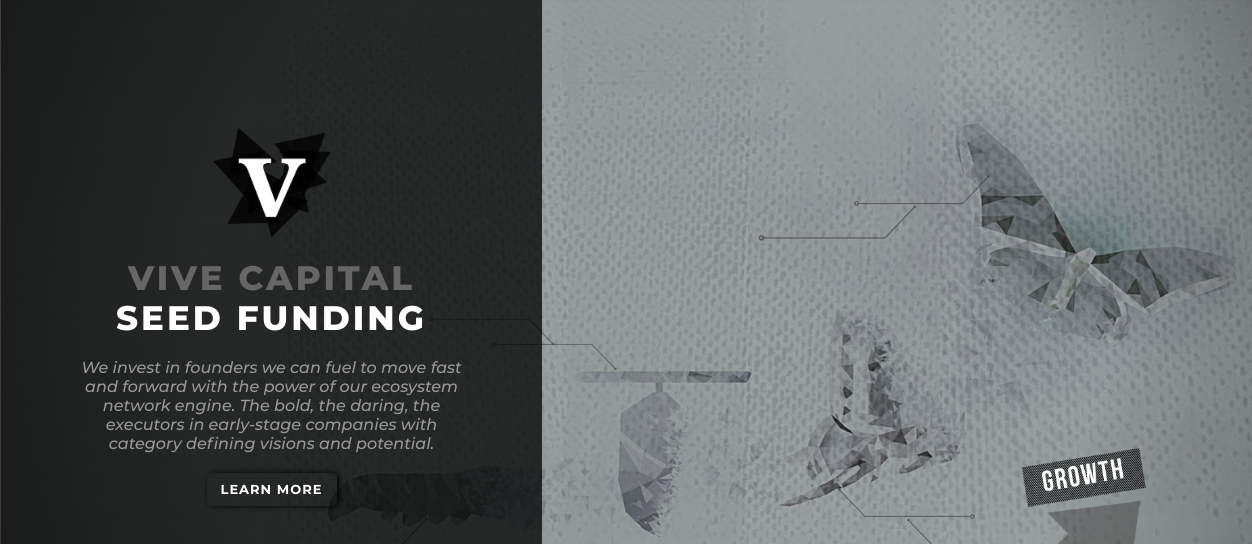 V
VIVE CAPITAL
SEED FUNDING
We invest in founders we can fuel to move fast
and forward with the power of our ecosystem
network engine. The bold, the daring, the
executors in early-stage companies with
category defining visions and potential.
LEARN MORE
GROWTH